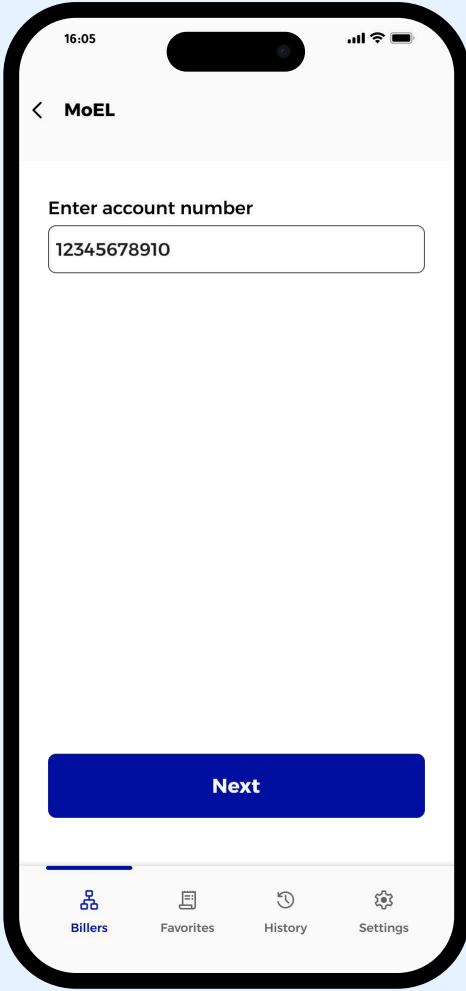 16:05
MoEL
Enter account number
12345678910
Next
Billers
Favorites
History
Settings